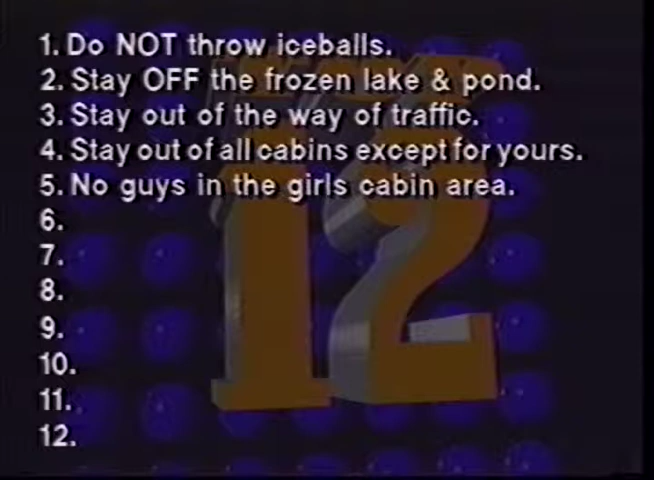 1. Do NOT throw iceballs.
2. Stay OFF the frozen lake & pond.
3. Stay out of the way of traffic.
4. Stay out of all cabins except for yours.
5. No guys in the girls cabin area.
6.
7.
8.
9.
10.
11.
12.
12